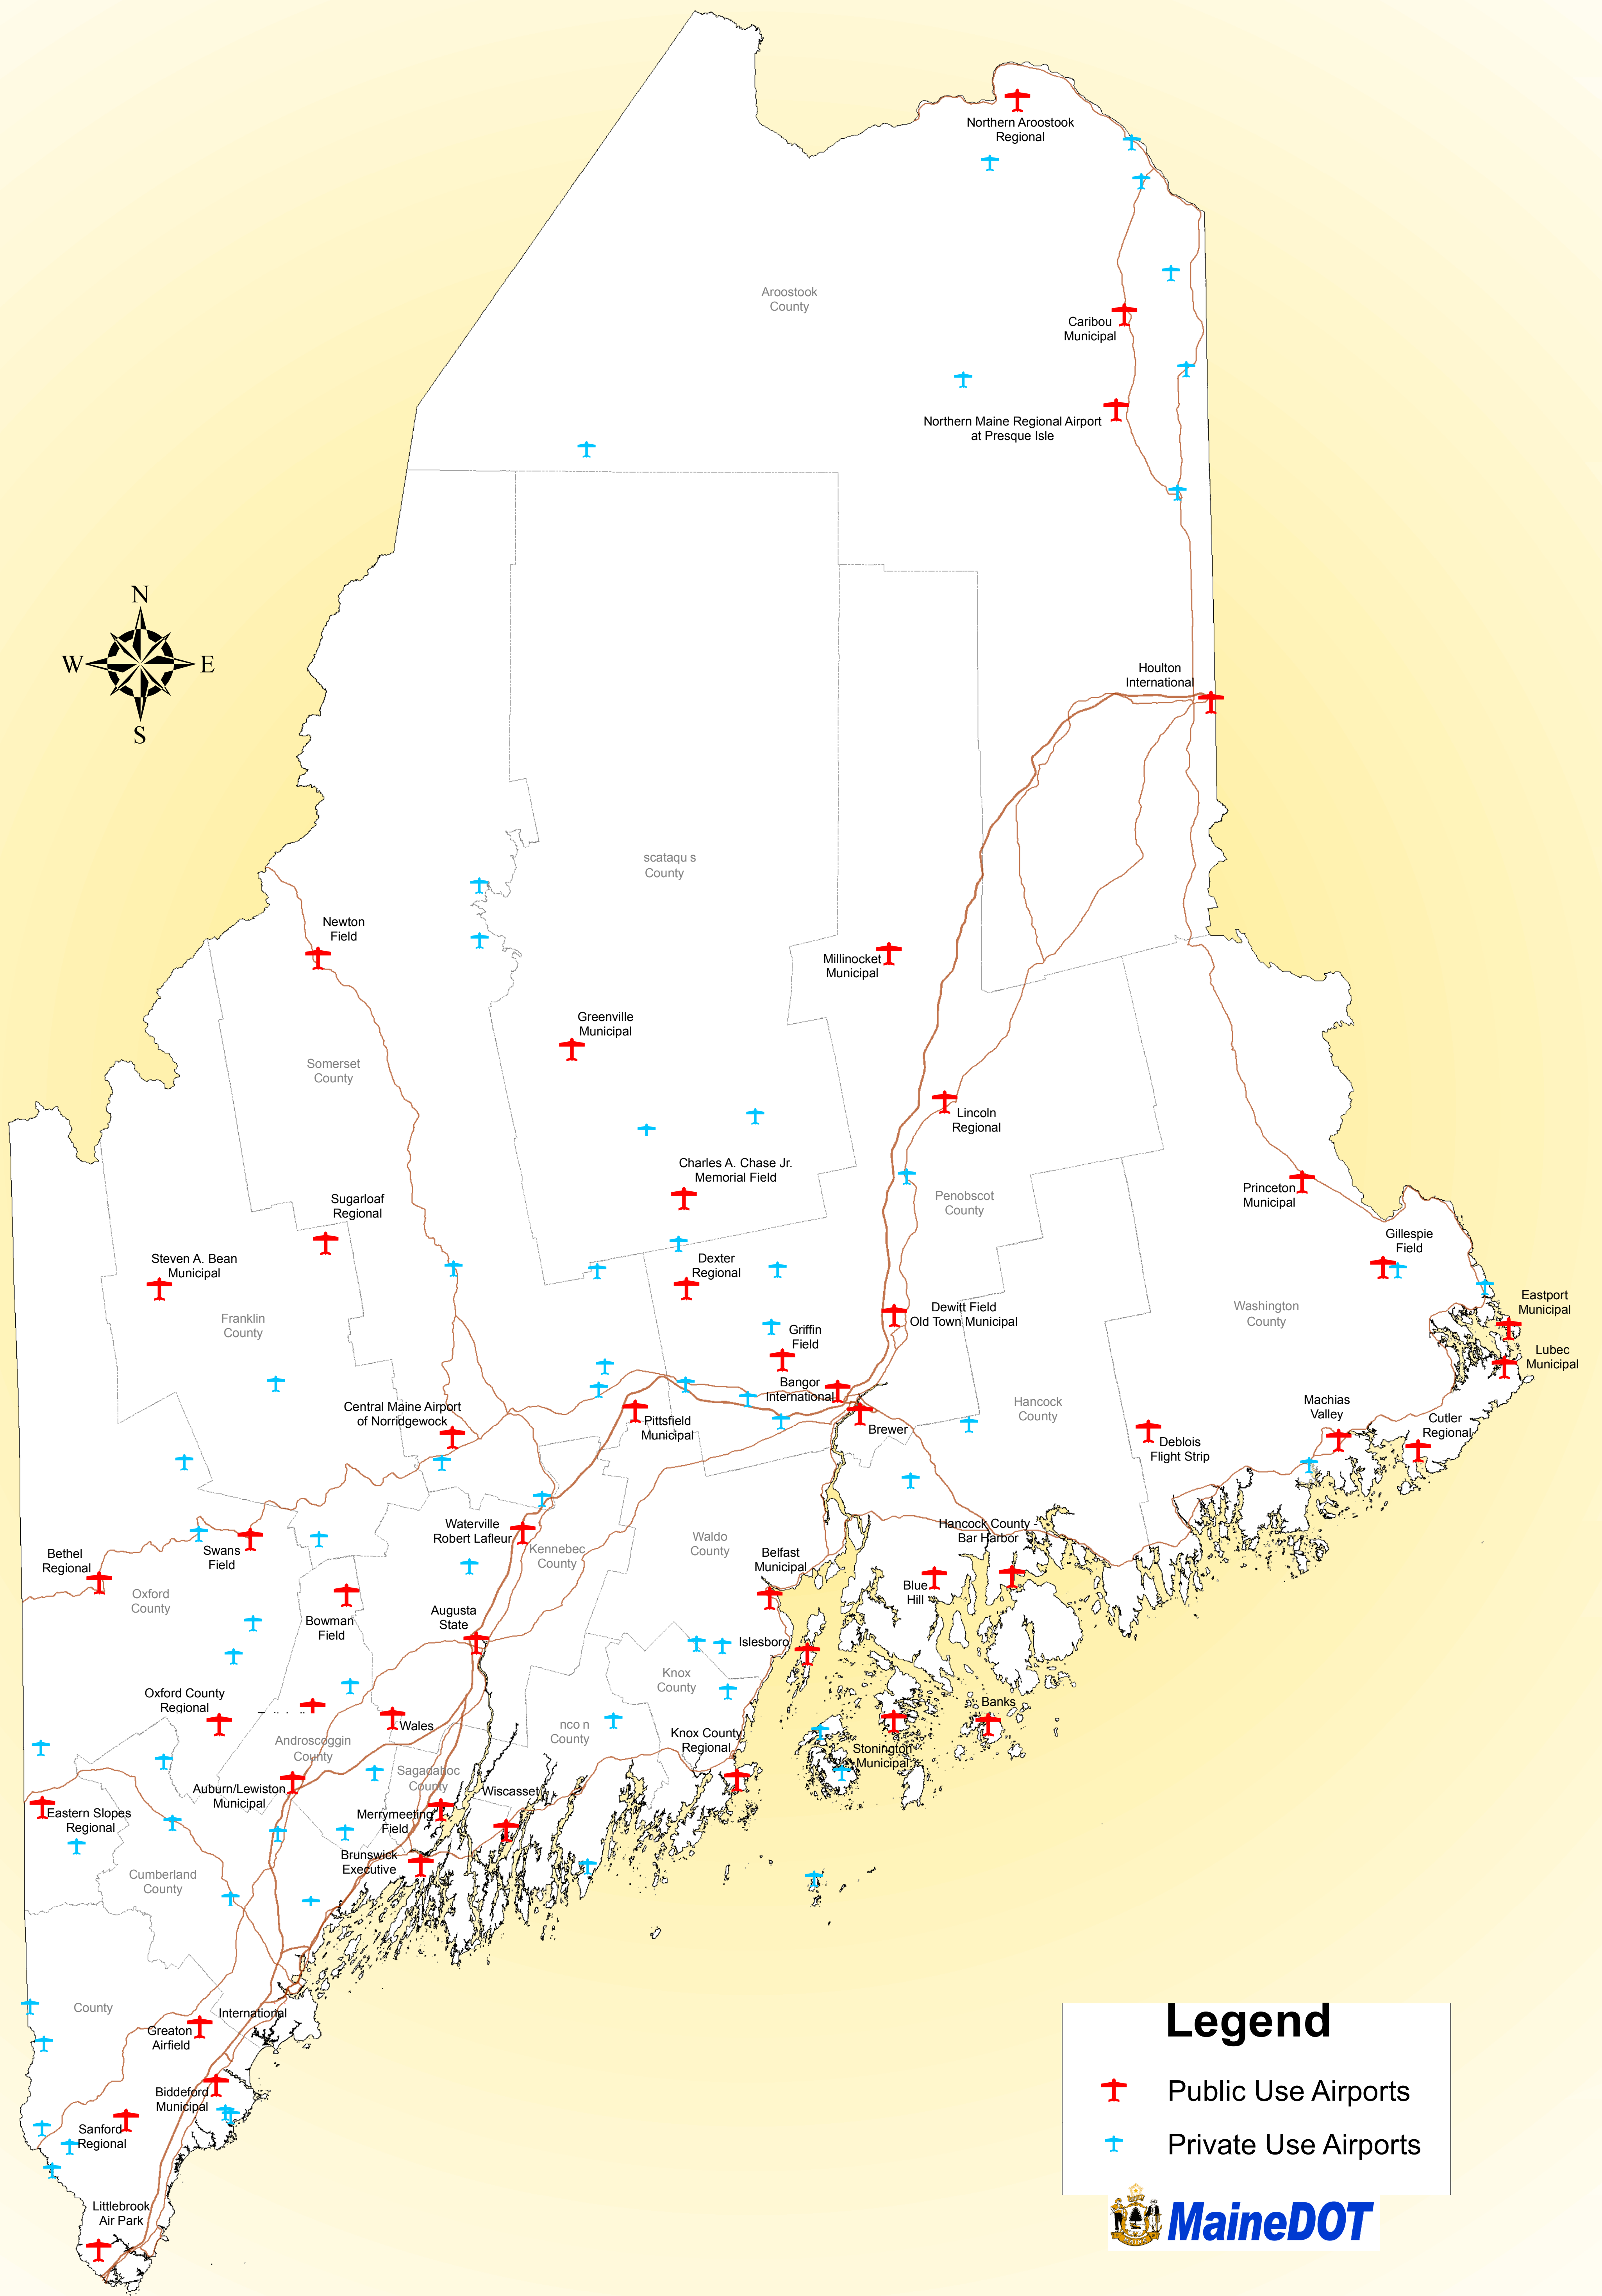 Northern Aroostook
Regional
Aroostook
County
Caribou
Municipal
Northern Maine Regional Airport
at Presque Isle
N
W
E
S
Houlton
International
scataqu s
County
Newton
Field
Millinocket
Municipal
Greenville
Municipal
Somerset
County
Lincoln
Regional
Charles A. Chase Jr.
Memorial Field
Penobscot
County
Princeton
Municipal
Sugarloaf
Regional
Gillespie
Field
Steven A. Bean
Municipal
Dexter
Regional
Eastport
Municipal
Franklin
County
Dewitt Field
Old Town Municipal
Washington
County
Griffin
Field
Lubec
Municipal
Bangor
International
Hancock
County
Central Maine Airport
of Norridgewock
Pittsfield
Municipal
Brewer
Machias
Valley
Cutler
Regional
Deblois
Flight Strip
Waterville
Robert Lafleur
Kennebec
County
Waldo
County
Hancock County -
Bar Harbor
Swans
Field
Bethel
Regional
Belfast
Municipal
Blue
Hill
Oxford
County
Bowman
Field
Augusta
State
Islesboro
Knox
County
Oxford County
Regional
Banks
Wales
nco n
County
Knox County
Regional
Androscoggin
County
Stonington
Municipal
Sagadahoc
County
Auburn/Lewiston
Municipal
Wiscasset
Eastern Slopes
Regional
Merrymeeting
Field
Brunswick
Executive
Cumberland
County
County
International
Greaton
Airfield
Biddeford
Municipal
Sanford
Regional
Littlebrook
Air Park
Legend
Public Use Airports
Private Use Airports
MaineDOT